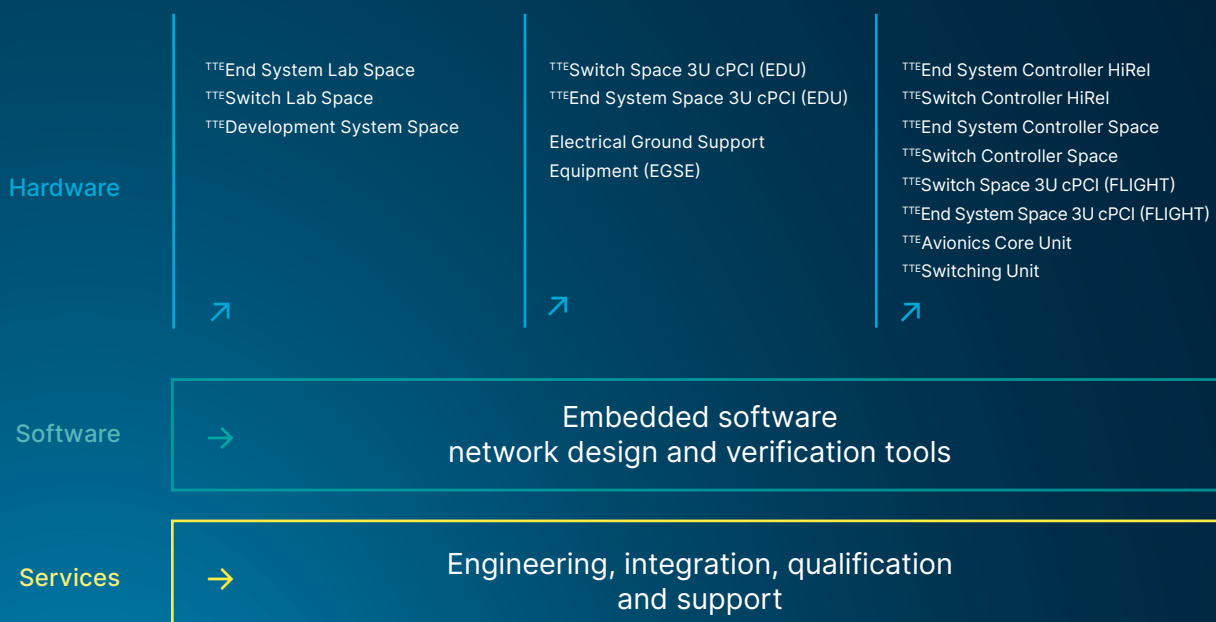 Hardware
TTEEnd System Lab Space
TTESwitch Lab Space
TTEDevelopment System Space
TTESwitch Space 3U cPCI (EDU)
TTEEnd System Space 3U cPCI (EDU)
Electrical Ground Support
Equipment (EGSE)
TTEEnd System Controller HiRel
TTESwitch Controller HiRel
TTEEnd System Controller Space
TTESwitch Controller Space
TTESwitch Space 3U cPCI (FLIGHT)
TTEEnd System Space 3U cPCI (FLIGHT)
TTEAvionics Core Unit
TTESwitching Unit
Software
Embedded software
network design and verification tools
Services
Engineering, integration, qualification
and support